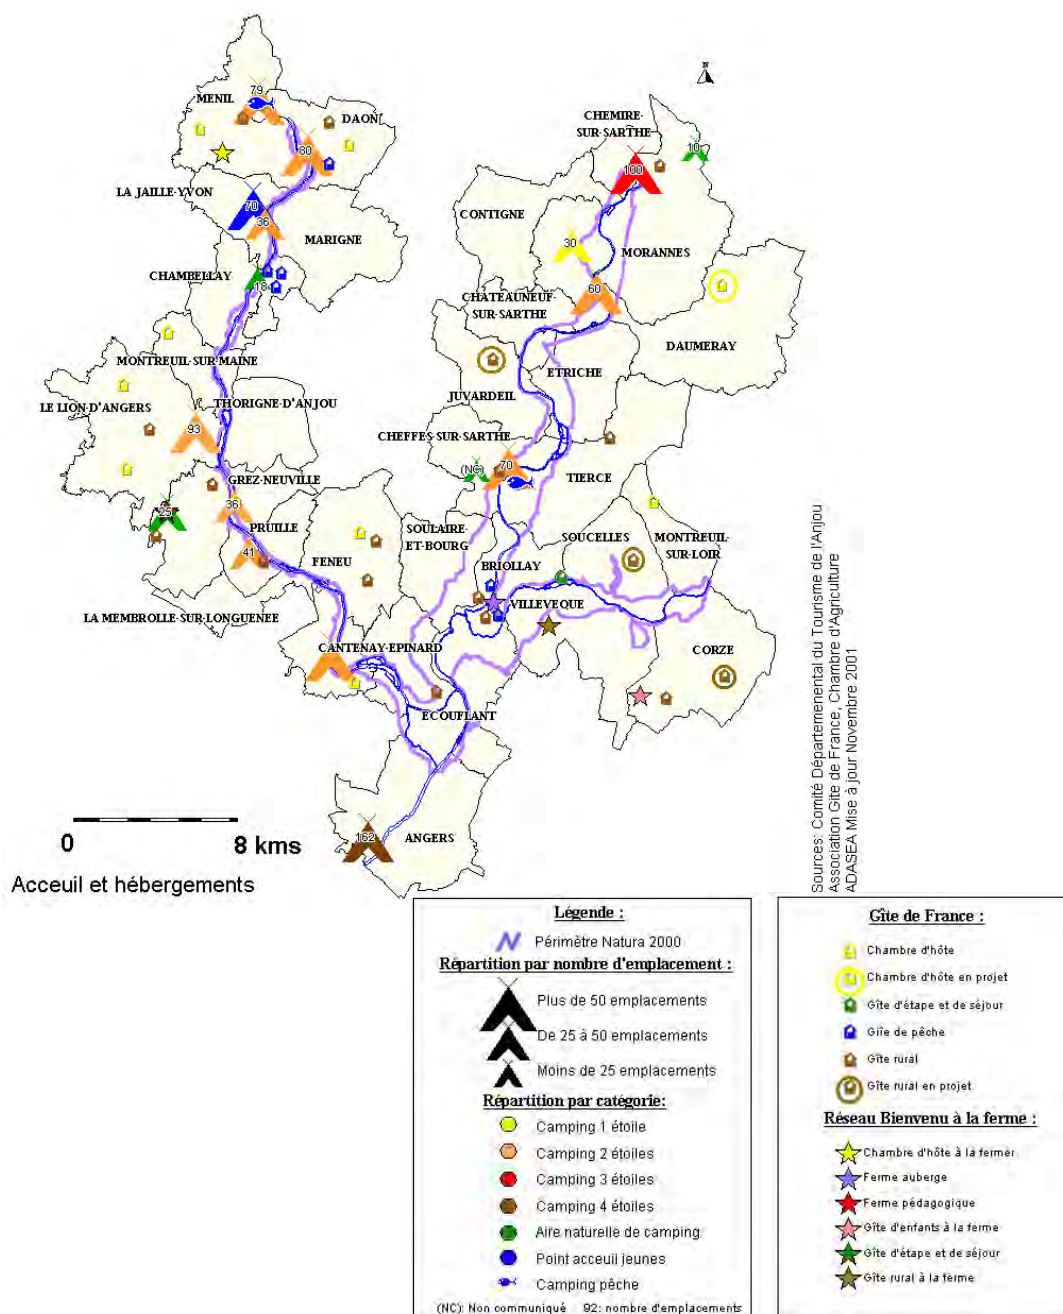 N
79
MENIL
DAON
80
CHEMIRE-
SUR-SARTHE
10
100
LA JAILLE-YVON
70
36
MARIGNE
CONTIGNE
30
MORANNES
CHAMBELLAY
18
60
CHATEAUNEUF-
SUR-SARTHE
DAUMERAY
MONTREUIL-SUR-MAINE
ETRICHE
JUVARDEIL
LE LION-D'ANGERS
THORIGNE-D'ANJOU
93
CHEFFES-SUR-SARTHE
(NC)
70
TIERCE
GREZ-NEUVILLE
36
25
PRUILLE
SOULAIRE-
ET-BOURG
SOUCELLES
MONTREUIL-
SUR-LOIR
41
FENEU
BRIOLLAY
VILLEVEQUE
LA MEMBROLLE-SUR-LONGUENEE
CANTENAY-EPINARD
CORZE
ECOUFLANT
162
ANGERS
0
8 kms
Acceuil et hébergements
Sources: Comité Départemenental du Tourisme de l'Anjou
Association Gite de France, Chambre d'Agriculture
ADASEA Mise à jour Novembre 2001
Légende :
Périmètre Natura 2000
Répartition par nombre d'emplacement :
Plus de 50 emplacements
De 25 à 50 emplacements
Moins de 25 emplacements
Répartition par catégorie:
Camping 1 étoile
Camping 2 étoiles
Camping 3 étoiles
Camping 4 étoiles
Aire naturelle de camping
Point acceuil jeunes
Camping pêche
(NC): Non communiqué 92: nombre d'emplacements
Gîte de France :
Chambre d'hôte
Chambre d'hôte en projet
Gîte d'étape et de séjour
Gîîe de pêche
Gîte rural
Gîte rural en projet
Réseau Bienvenu à la ferme :
Chambre d'hôte à la fermer
Ferme auberge
Ferme pédagogique
Gîte d'enfants à la ferme
Gîte d'étape et de séjour
Gîte rural à la ferme